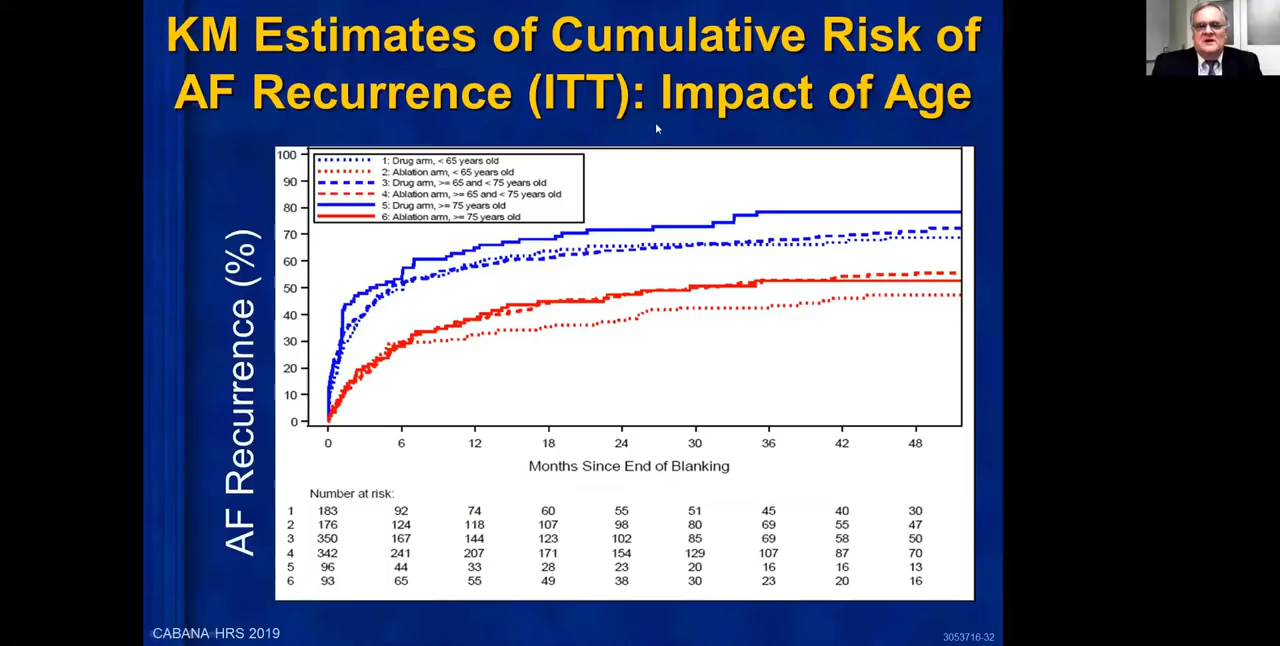 KM Estimates of Cumulative Risk of
AF Recurrence (ITT): Impact of Age
1: Drug arm, < 65 years old
2: Ablation arm, < 65 years old
3: Drug arm, >= 65 and < 75 years old
4: Ablation arm, >= 65 and < 75 years old
5: Drug arm, >= 75 years old
6: Ablation arm, >= 75 years old
AF Recurrence (%)
100
90
80
70
60
50
40
30
20
10
0
0 6 12 18 24 30 36 42 48
Months Since End of Blanking
Number at risk:
1 183 92 74 60 55 51 45 40 30
2 176 124 118 107 98 80 69 55 47
3 350 167 144 123 102 85 69 58 50
4 342 241 207 171 154 129 107 87 70
5 96 44 33 28 23 20 16 16 13
6 93 65 55 49 38 30 23 20 16
CABANA HRS 2019
3053716-32